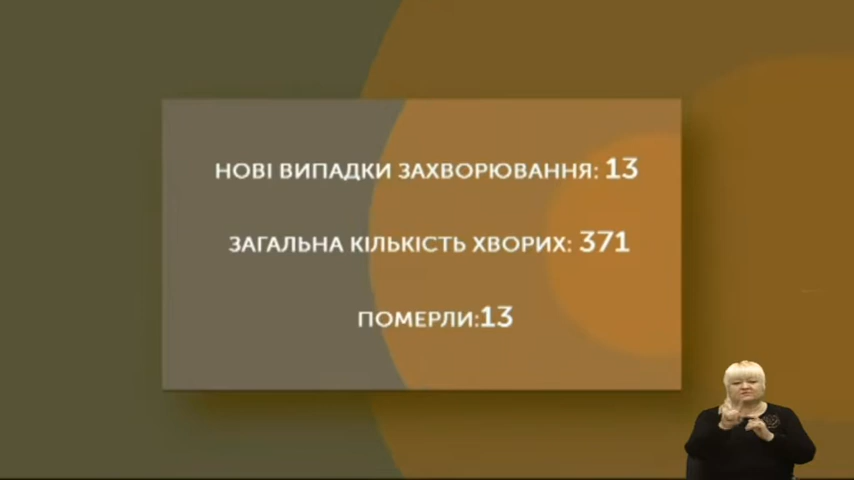 НОВІ ВИПАДКИ ЗАХВОРЮВАННЯ: 13
ЗАГАЛЬНА КІЛЬКІСТЬ ХВОРИХ: 371
ПОМЕРЛИ:13